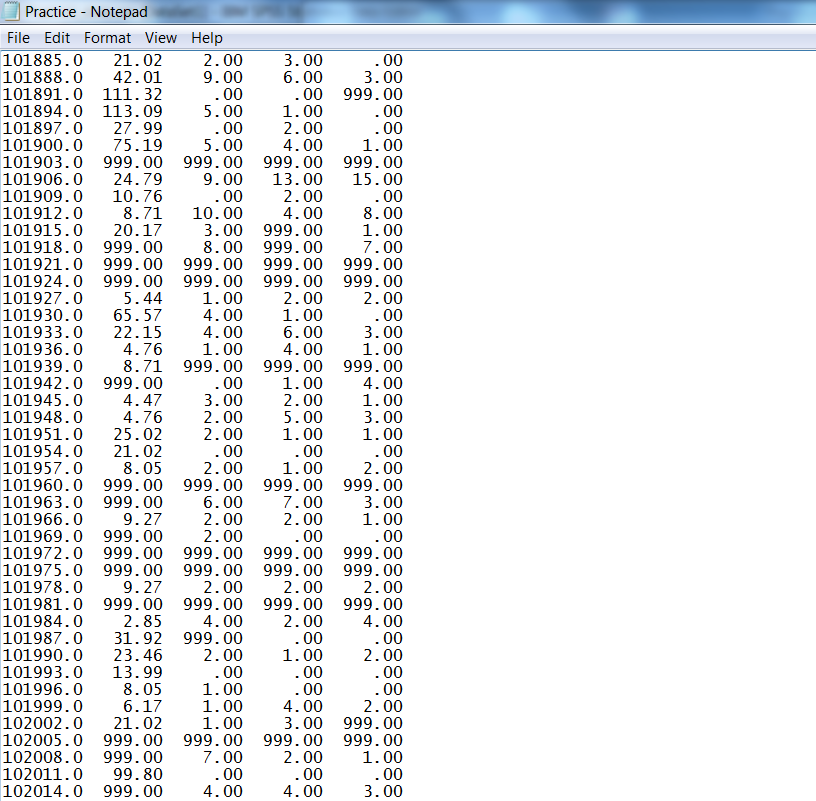 Practice - Notepad
File Edit Format View Help
101885.0 21.02 2.00 3.00 .00
101888.0 42.01 9.00 6.00 3.00
101891.0 111.32 .00 .00 999.00
101894.0 113.09 5.00 1.00 .00
101897.0 27.99 .00 2.00 .00
101900.0 75.19 5.00 4.00 1.00
101903.0 999.00 999.00 999.00 999.00
101906.0 24.79 9.00 13.00 15.00
101909.0 10.76 .00 2.00 .00
101912.0 8.71 10.00 4.00 8.00
101915.0 20.17 3.00 999.00 1.00
101918.0 999.00 8.00 999.00 7.00
101921.0 999.00 999.00 999.00 999.00
101924.0 999.00 999.00 999.00 999.00
101927.0 5.44 1.00 2.00 2.00
101930.0 65.57 4.00 1.00 .00
101933.0 22.15 4.00 6.00 3.00
101936.0 4.76 1.00 4.00 1.00
101939.0 8.71 999.00 999.00 999.00
101942.0 999.00 .00 1.00 4.00
101945.0 4.47 3.00 2.00 1.00
101948.0 4.76 2.00 5.00 3.00
101951.0 25.02 2.00 1.00 1.00
101954.0 21.02 .00 .00 .00
101957.0 8.05 2.00 1.00 2.00
101960.0 999.00 999.00 999.00 999.00
101963.0 999.00 6.00 7.00 3.00
101966.0 9.27 2.00 2.00 1.00
101969.0 999.00 2.00 .00 .00
101972.0 999.00 999.00 999.00 999.00
101975.0 999.00 999.00 999.00 999.00
101978.0 9.27 2.00 2.00 2.00
101981.0 999.00 999.00 999.00 999.00
101984.0 2.85 4.00 2.00 4.00
101987.0 31.92 999.00 .00 .00
101990.0 23.46 2.00 1.00 2.00
101993.0 13.99 .00 .00 .00
101996.0 8.05 1.00 .00 .00
101999.0 6.17 1.00 4.00 2.00
102002.0 21.02 1.00 3.00 999.00
102005.0 999.00 999.00 999.00 999.00
102008.0 999.00 7.00 2.00 1.00
102011.0 99.80 .00 .00 .00
102014.0 999.00 4.00 4.00 3.00